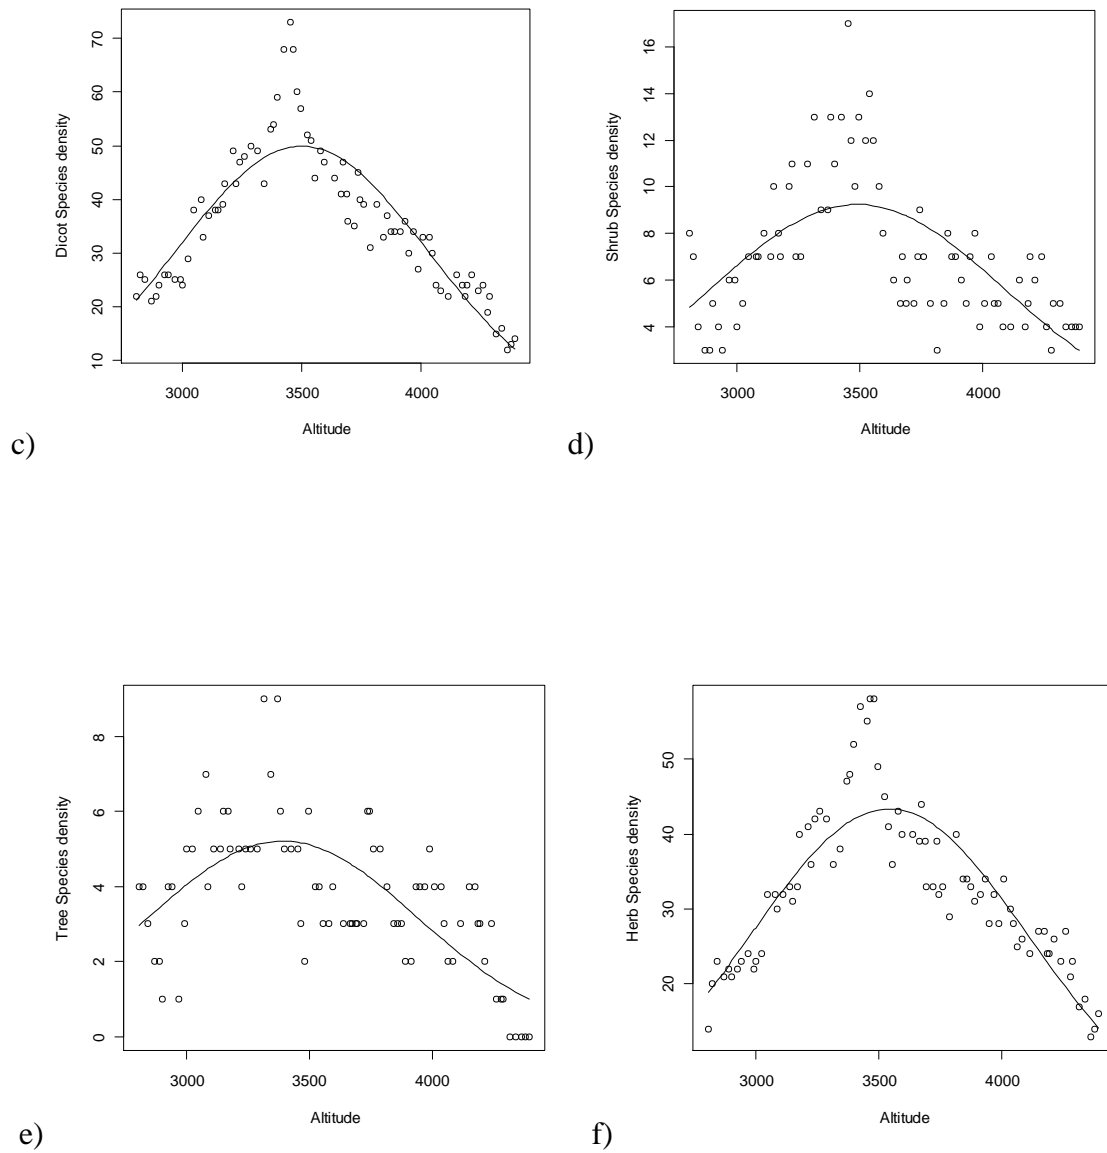 Dicot Species density
10 20 30 40 50 60 70
3000 3500 4000
Altitude
c)
Shrub Species density
4 6 8 10 12 14 16
3000 3500 4000
Altitude
d)
Tree Species density
0 2 4 6 8
3000 3500 4000
Altitude
e)
Herb Species density
20 30 40 50
3000 3500 4000
Altitude
f)